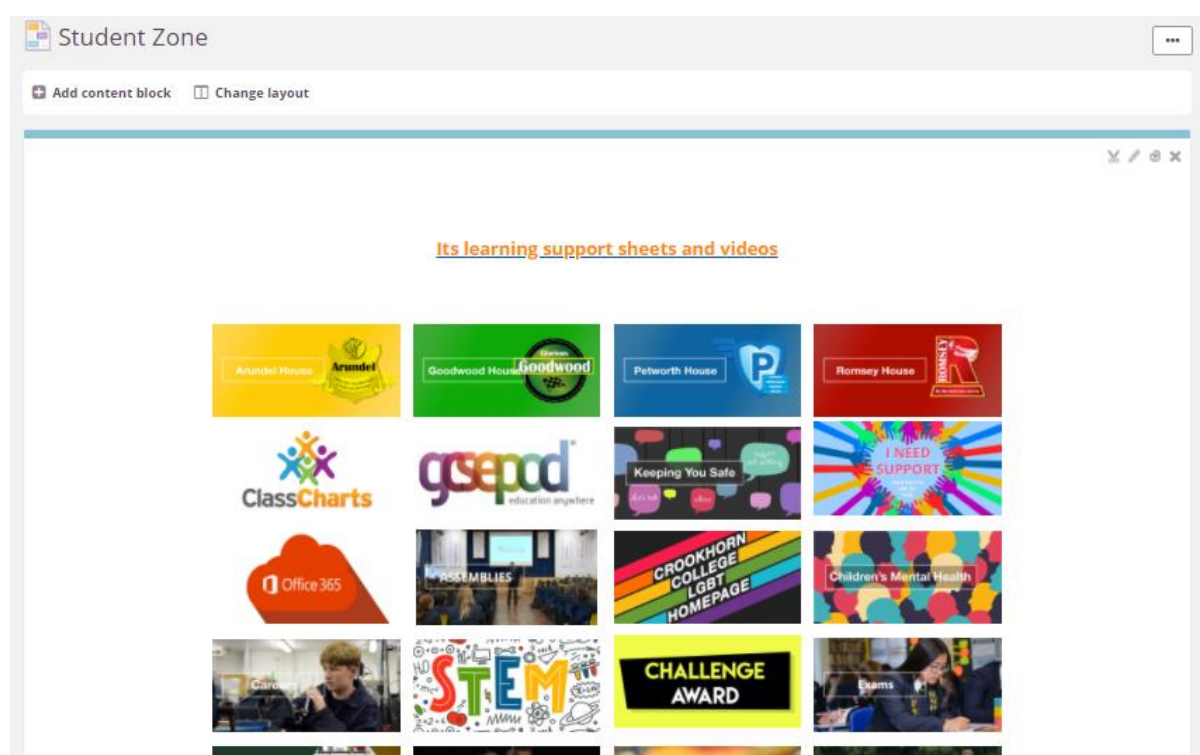 Student Zone
Add content block
Change layout
Its learning support sheets and videos
Arundel House
Arundel
Goodwood House
Goodwood
Petworth House
P
Romsey House
ROMSEY
R
ClassCharts
gcsepod
education anywhere
Keeping You Safe
I NEED
SUPPORT
Office 365
ASSEMBLIES
CROOKHORN
COLLEGE
LGBT
HOMEPAGE
Children's Mental Health
Careers
STEM
CHALLENGE
AWARD
Exams